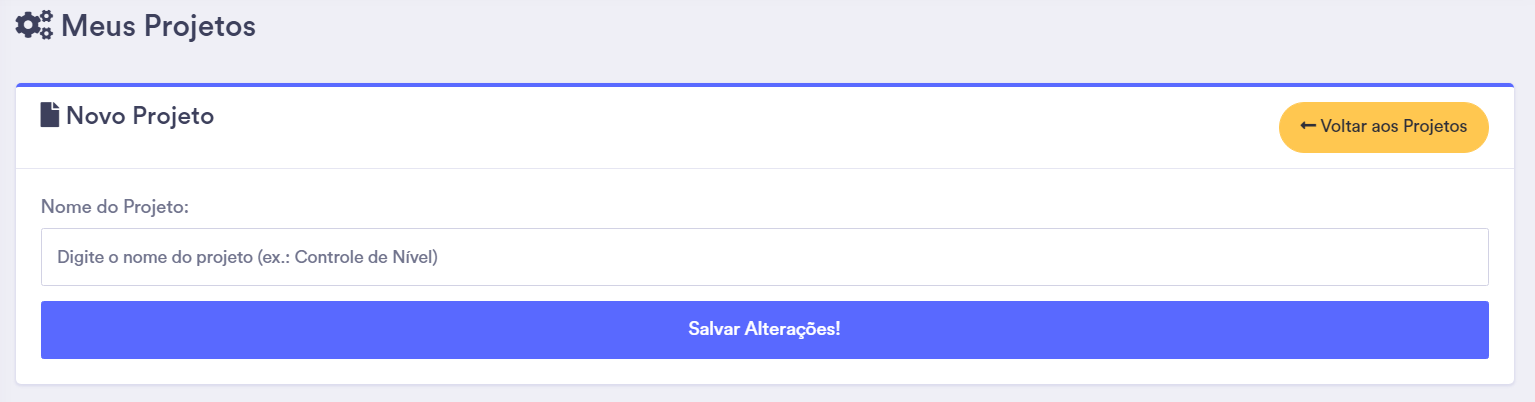 Meus Projetos
Novo Projeto
Voltar aos Projetos
Nome do Projeto:
Digite o nome do projeto (ex.: Controle de Nível)
Salvar Alterações!